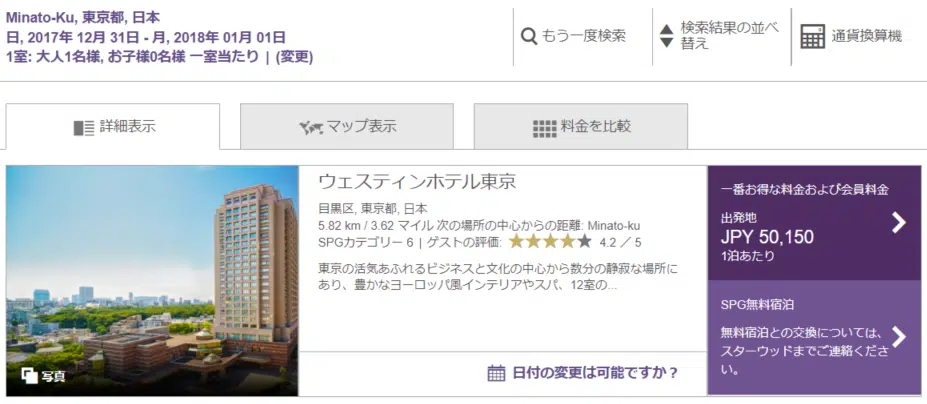 Minato-Ku, 東京都, 日本
日, 2017年 12月 31日 - 月, 2018年 01月 01日
1室: 大人1名様, お子様0名様 一室当たり | (変更)
もう一度検索
検索結果の並べ
替え
通貨換算機
詳細表示
マップ表示
料金を比較
ウェスティンホテル東京
目黒区, 東京都, 日本
5.82 km / 3.62 マイル 次の場所の中心からの距離: Minato-ku
SPGカテゴリー 6 | ゲストの評価: 4.2 ／ 5
東京の活気あふれるビジネスと文化の中心から数分の静寂な場所に
あり、豊かなヨーロッパ風インテリアやスパ、12室の...
写真
日付の変更は可能ですか？
一番お得な料金および会員料金
出発地
JPY 50,150
1泊あたり
SPG無料宿泊
無料宿泊との交換については、
スターウッドまでご連絡くださ
い。